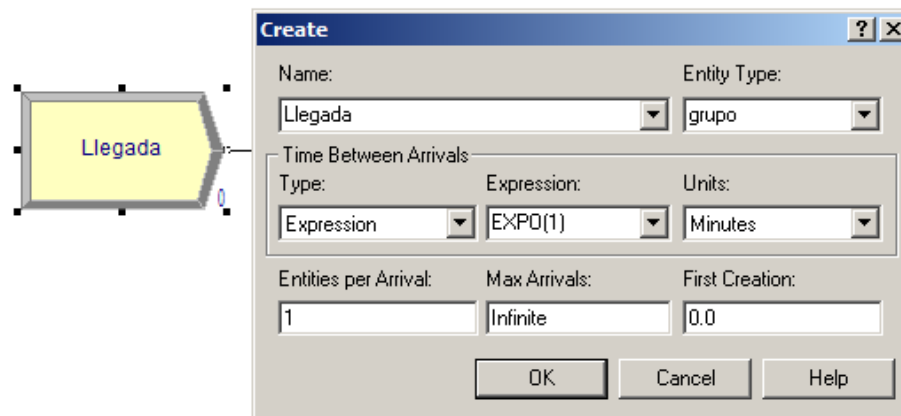 Create
Name:
Entity Type:
Llegada
grupo
Llegada
0
Time Between Arrivals
Type:
Expression:
Units:
Expression
EXPO(1)
Minutes
Entities per Arrival:
Max Arrivals:
First Creation:
1
Infinite
0.0
OK
Cancel
Help